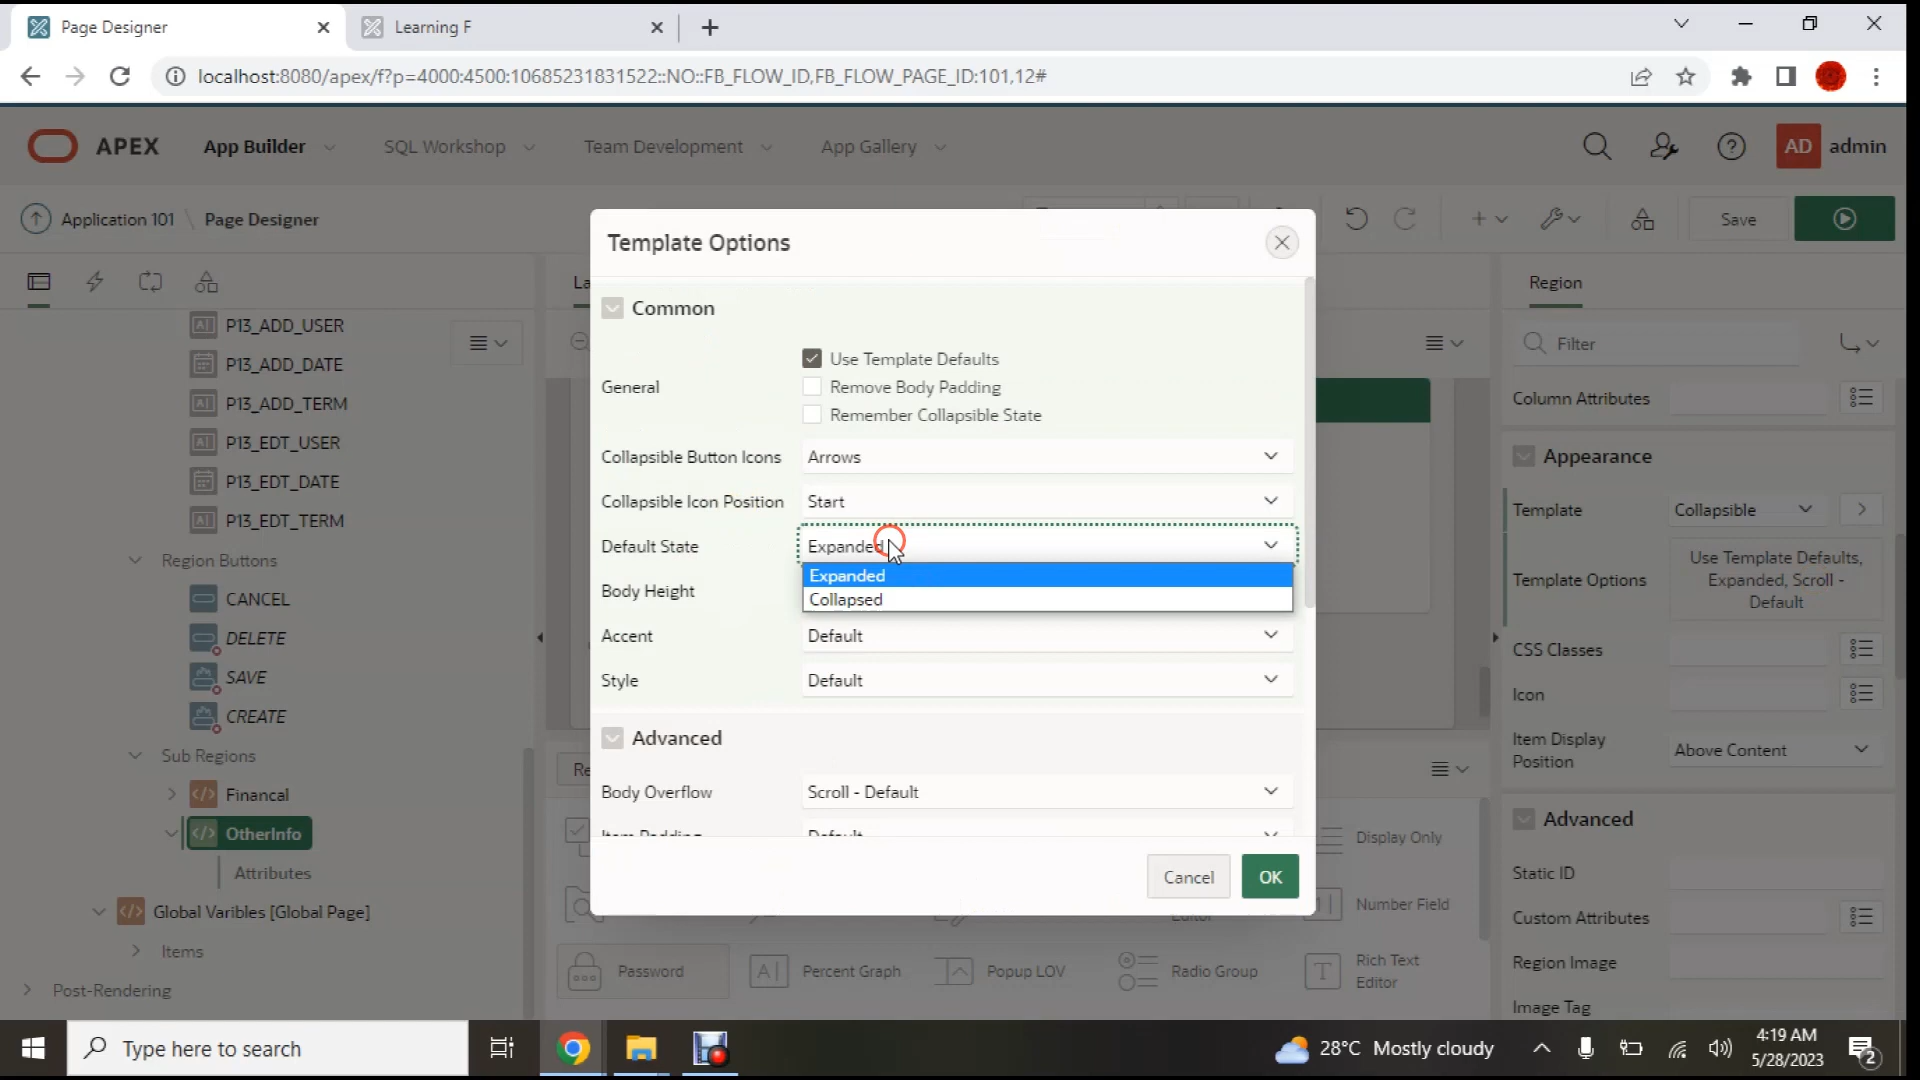 Page Designer
Learning F
localhost:8080/apex/f?p=4000:4500:10685231831522::NO::FB_FLOW_ID,FB_FLOW_PAGE_ID:101,12#
APEX
App Builder
SQL Workshop
Team Development
App Gallery
AD admin
Application 101 \ Page Designer
Save
P13_ADD_USER
P13_ADD_DATE
P13_ADD_TERM
P13_EDT_USER
P13_EDT_DATE
P13_EDT_TERM
Region Buttons
CANCEL
DELETE
SAVE
CREATE
Sub Regions
Financal
OtherInfo
Attributes
Global Varibles [Global Page]
Items
Post-Rendering
La
Re
Template Options
Common
General
Use Template Defaults
Remove Body Padding
Remember Collapsible State
Collapsible Button Icons Arrows
Collapsible Icon Position Start
Default State Expanded
Expanded
Collapsed
Body Height
Accent Default
Style Default
Advanced
Body Overflow Scroll - Default
Item Padding Default
Cancel
OK
Display Only
Editor
Number Field
Password
Percent Graph
Popup LOV
Radio Group
Rich Text
Editor
Region
Filter
Column Attributes
Appearance
Template Collapsible
Template Options
Use Template Defaults,
Expanded, Scroll -
Default
CSS Classes
Icon
Item Display
Position
Above Content
Advanced
Static ID
Custom Attributes
Region Image
Image Tag
Type here to search
28°C Mostly cloudy
4:19 AM
5/28/2023
2